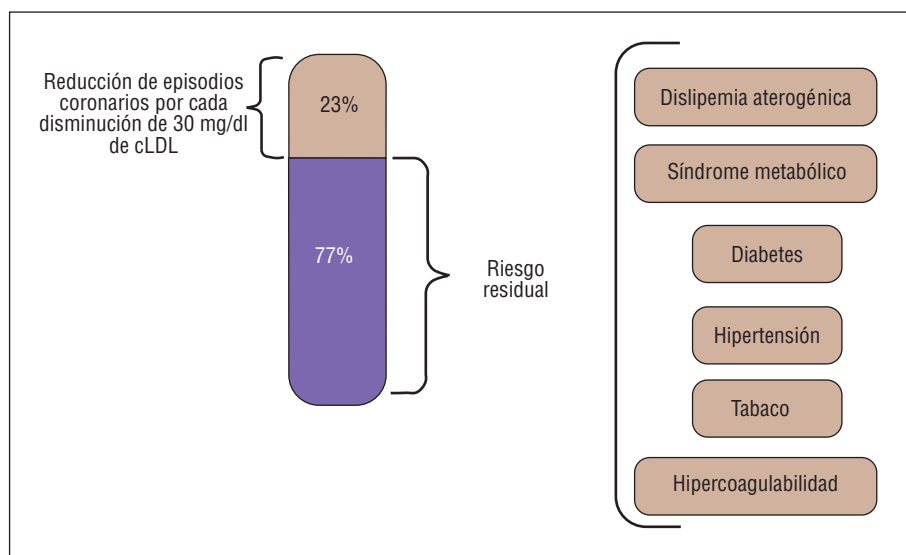 Reducción de episodios
coronarios por cada
disminución de 30 mg/dl
de cLDL
23%
77%
Riesgo
residual
Dislipemia aterogénica
Síndrome metabólico
Diabetes
Hipertensión
Tabaco
Hipercoagulabilidad